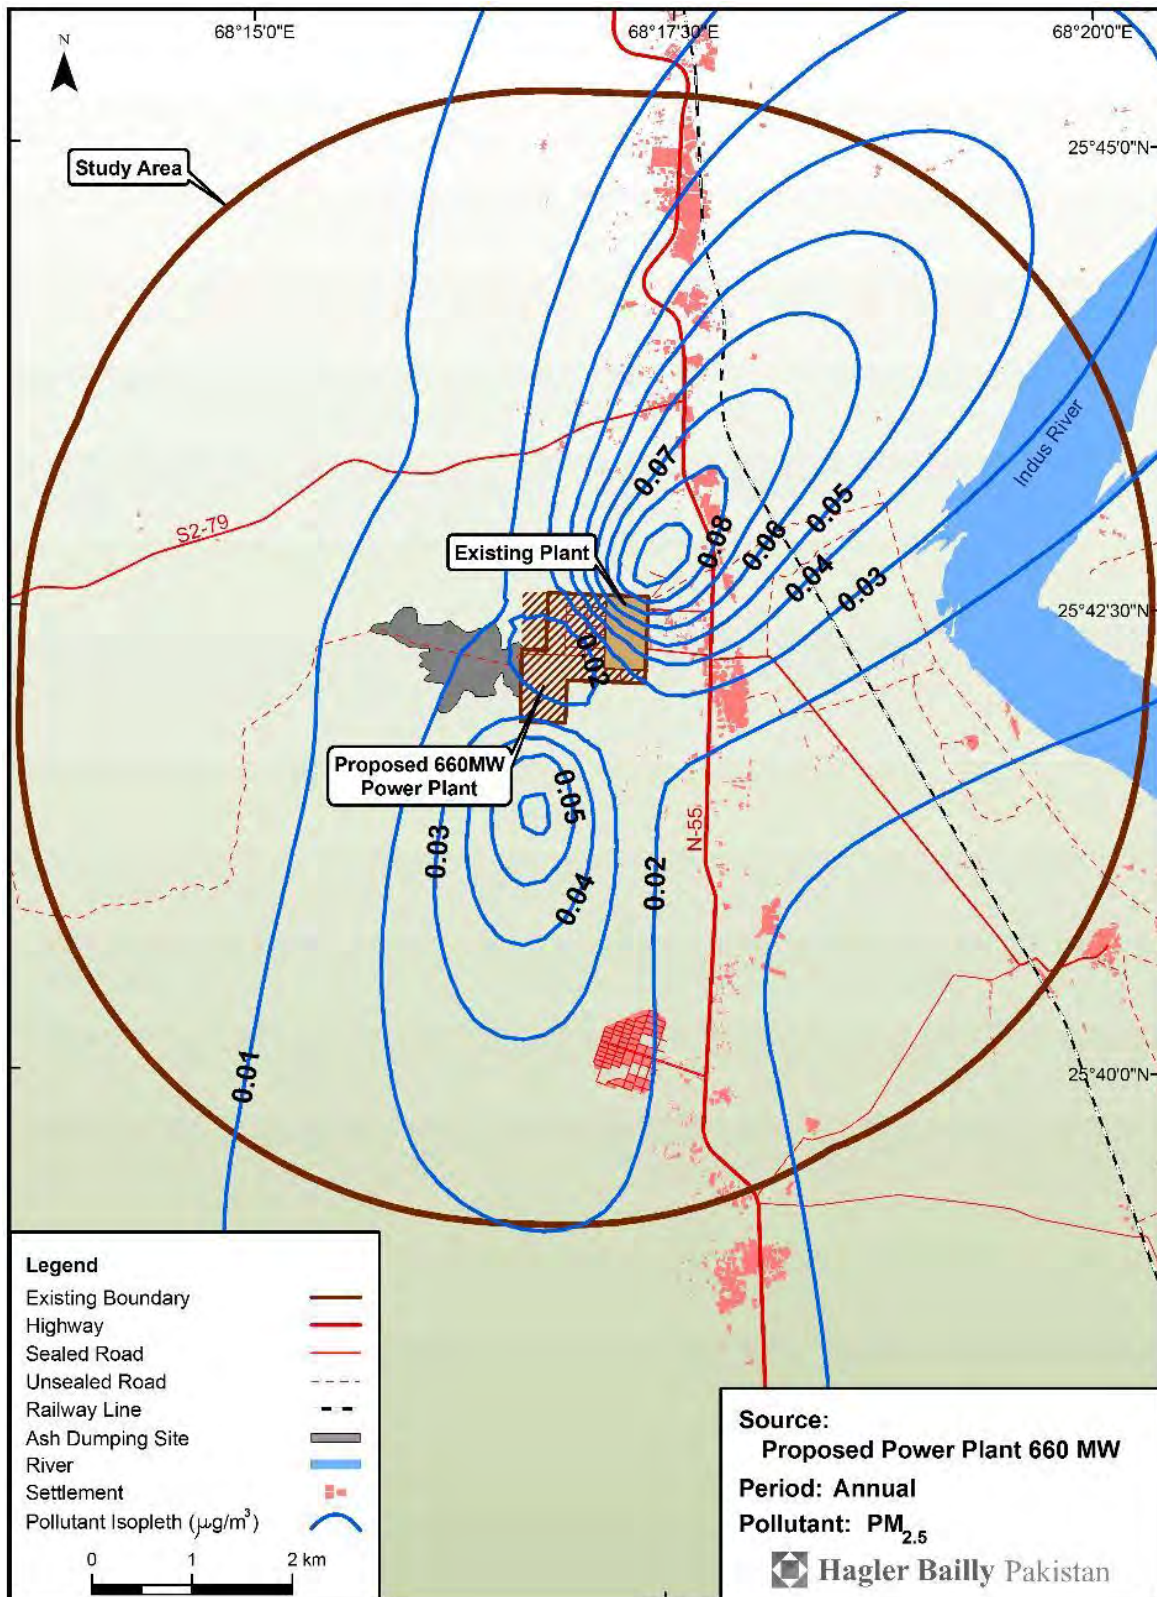 68°15'0"E
68°17'30"E
68°20'0"E
N
25°45'0"N
Study Area
Indus River
0.07
S2-79
0.08
0.06
0.05
Existing Plant
0.04
0.03
25°42'30"N
0.02
Proposed 660MW
Power Plant
0.05
0.03
N-55
0.04
0.02
0.01
25°40'0"N
Legend
Existing Boundary
Highway
Sealed Road
Unsealed Road
Railway Line
Ash Dumping Site
River
Settlement
Pollutant Isopleth (µg/m³)
0 1 2 km
Source:
Proposed Power Plant 660 MW
Period: Annual
Pollutant: PM2.5
Hagler Bailly Pakistan